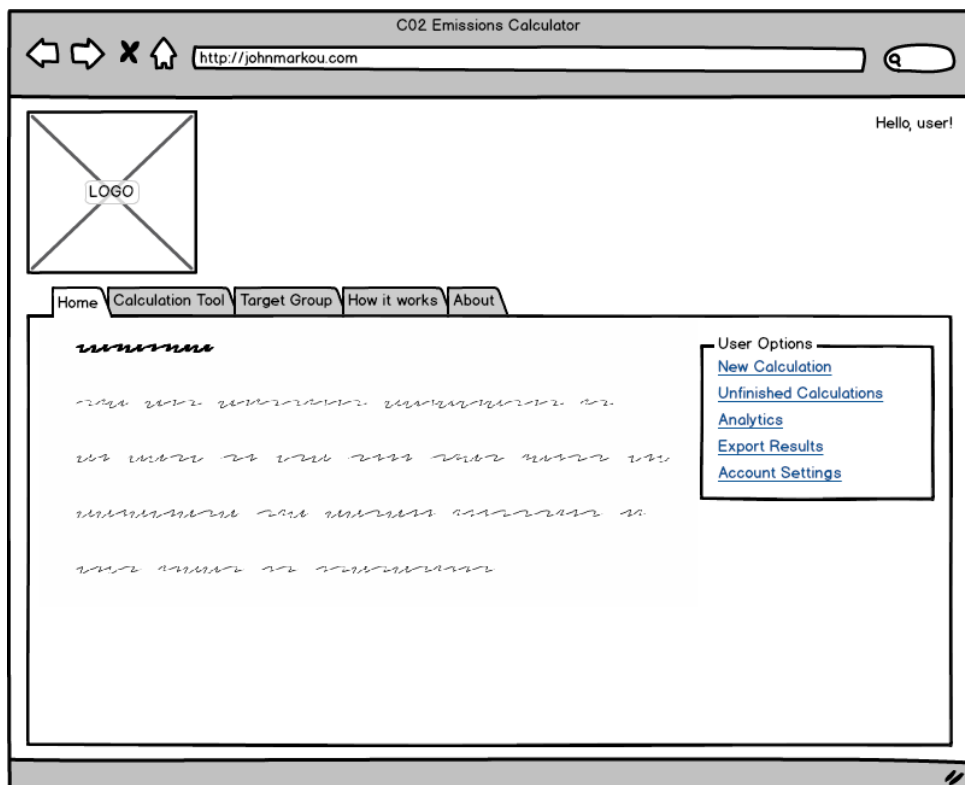 C02 Emissions Calculator
http://johnmarkou.com
Hello, user!
LOGO
Home Calculation Tool Target Group How it works About
User Options
New Calculation
Unfinished Calculations
Analytics
Export Results
Account Settings